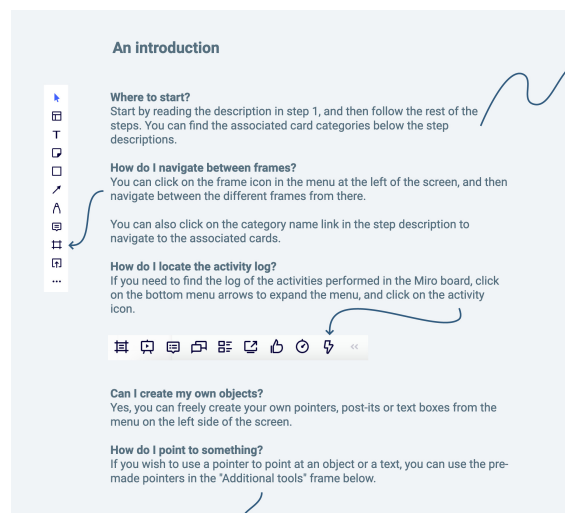 An introduction
Where to start?
Start by reading the description in step 1, and then follow the rest of the
steps. You can find the associated card categories below the step
descriptions.
How do I navigate between frames?
You can click on the frame icon in the menu at the left of the screen, and then
navigate between the different frames from there.
You can also click on the category name link in the step description to
navigate to the associated cards.
How do I locate the activity log?
If you need to find the log of the activities performed in the Miro board, click
on the bottom menu arrows to expand the menu, and click on the activity
icon.
Can I create my own objects?
Yes, you can freely create your own pointers, post-its or text boxes from the
menu on the left side of the screen.
How do I point to something?
If you wish to use a pointer to point at an object or a text, you can use the pre-
made pointers in the "Additional tools" frame below.